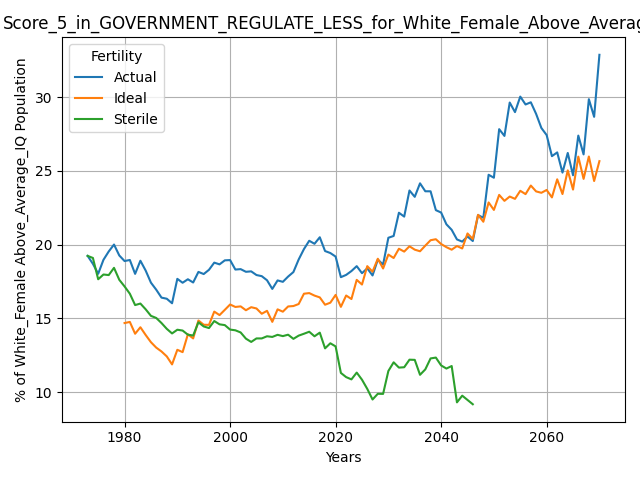 Score_5_in_GOVERNMENT_REGULATE_LESS_for_White_Female_Above_Averag
Fertility
Actual
Ideal
Sterile
% of White_Female Above_Average_IQ Population
30
25
20
15
10
1980 2000 2020 2040 2060
Years